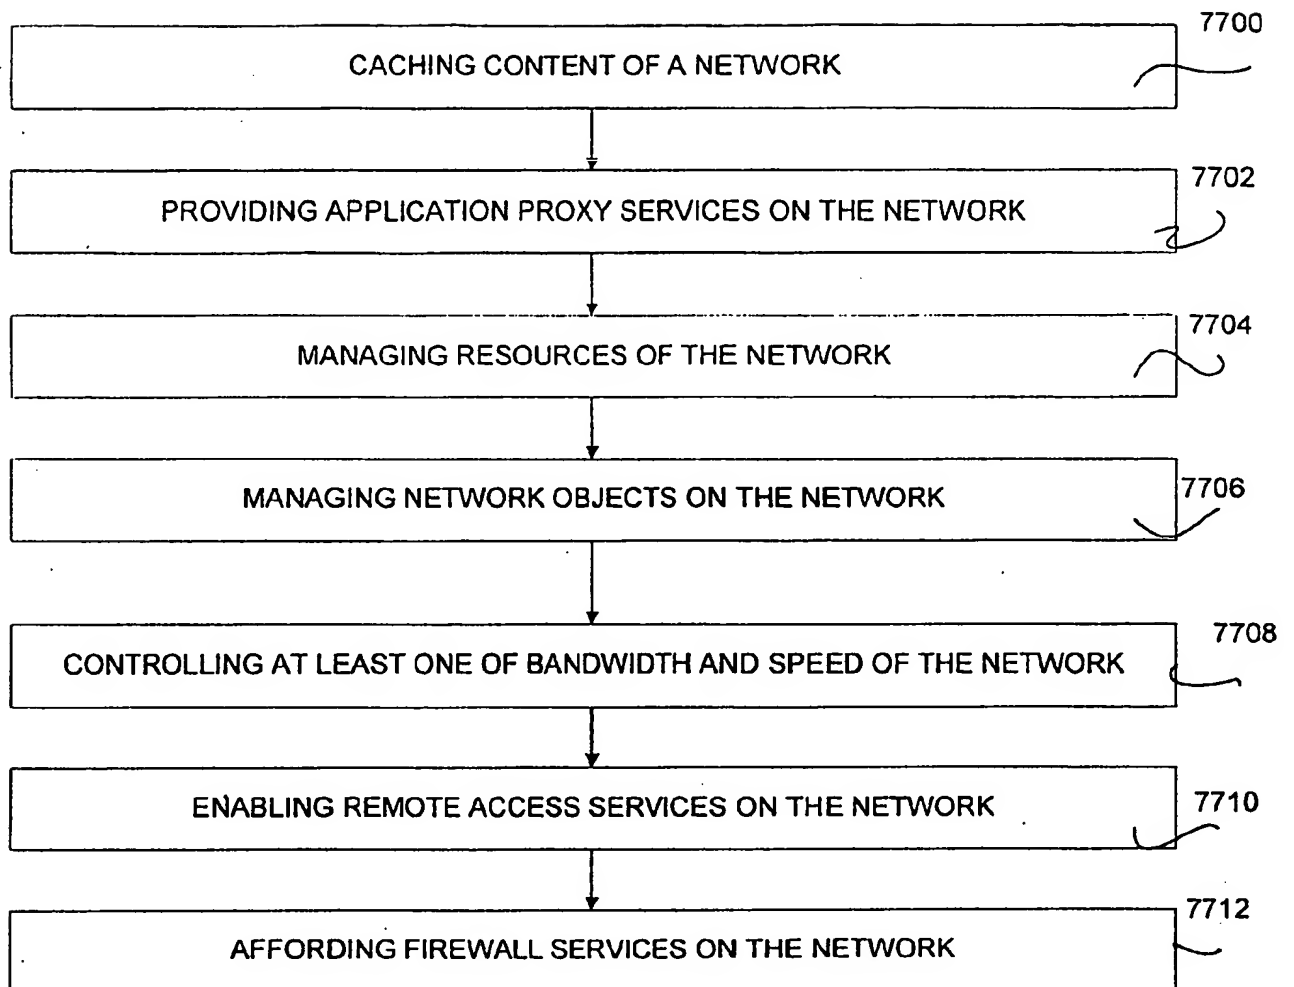 7700
CACHING CONTENT OF A NETWORK
7702
PROVIDING APPLICATION PROXY SERVICES ON THE NETWORK
7704
MANAGING RESOURCES OF THE NETWORK
7706
MANAGING NETWORK OBJECTS ON THE NETWORK
7708
CONTROLLING AT LEAST ONE OF BANDWIDTH AND SPEED OF THE NETWORK
7710
ENABLING REMOTE ACCESS SERVICES ON THE NETWORK
7712
AFFORDING FIREWALL SERVICES ON THE NETWORK